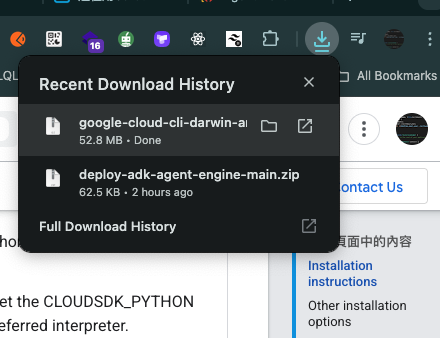 16
All Bookmarks
Recent Download History
google-cloud-cli-darwin-ar
52.8 MB • Done
deploy-adk-agent-engine-main.zip
62.5 KB • 2 hours ago
Full Download History
ontact Us
頁面中的內容
Installation
instructions
Other installation
options
et the CLOUDSDK_PYTHON
eferred interpreter.